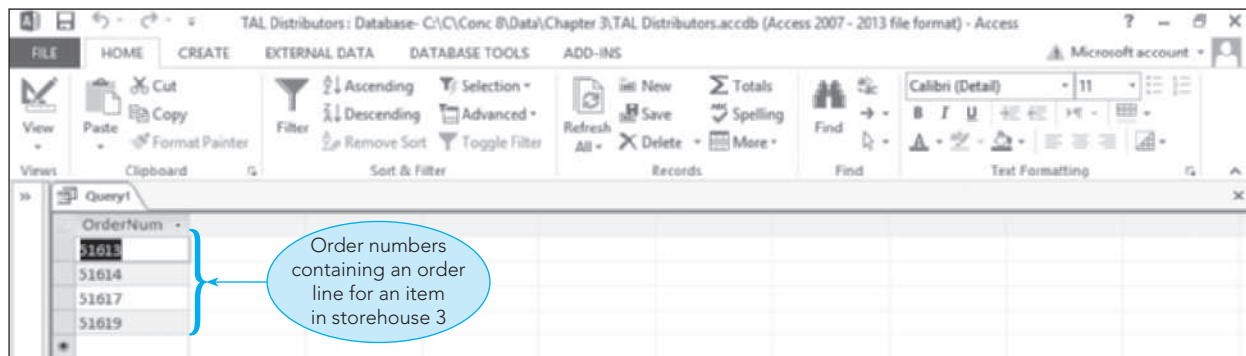 TAL Distributors: Database- C:\C\Conc 8\Data\Chapter 3\TAL Distributors.accdb (Access 2007 - 2013 file format) - Access ?
FILE HOME CREATE EXTERNAL DATA DATABASE TOOLS ADD-INS Microsoft account
View
Views
Paste
Cut
Copy
Format Painter
Clipboard
Filter
Ascending
Descending
Remove Sort
Selection
Advanced
Toggle Filter
Sort & Filter
Refresh
All
New
Save
Delete
Totals
Spelling
More
Records
Find
Find
Calibri (Detail) 11
B I U
A
Text Formatting
Query1
OrderNum
51613
51614
51617
51619
Order numbers
containing an order
line for an item
in storehouse 3